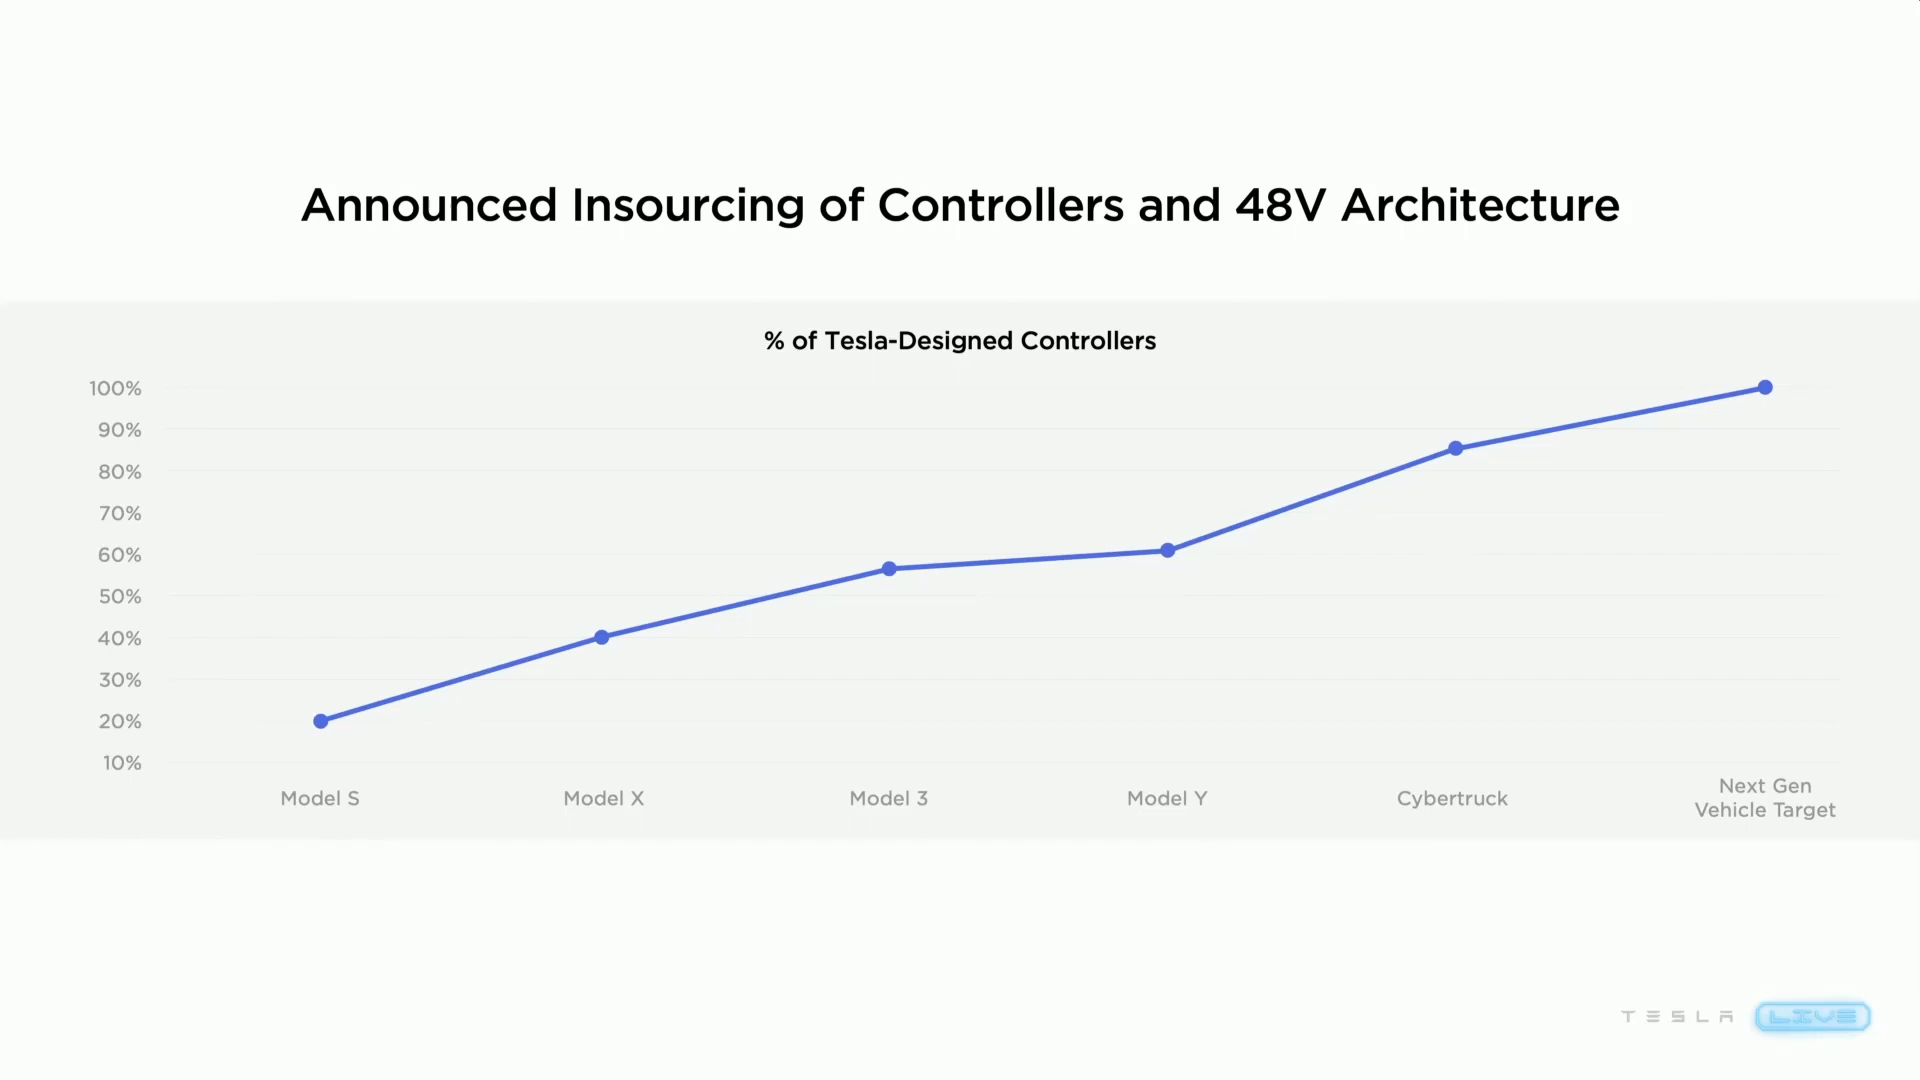 Announced Insourcing of Controllers and 48V Architecture
% of Tesla-Designed Controllers
100%
90%
80%
70%
60%
50%
40%
30%
20%
10%
Model S
Model X
Model 3
Model Y
Cybertruck
Next Gen
Vehicle Target
TESLA LIVE